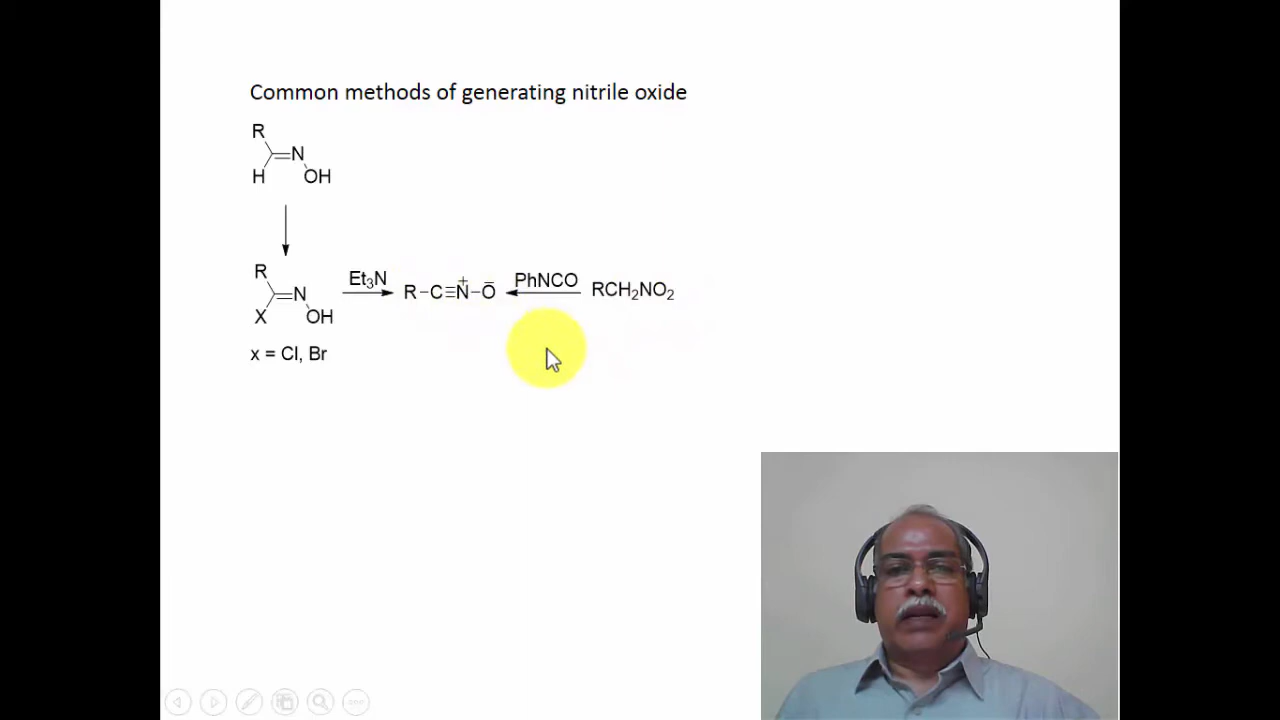 Common methods of generating nitrile oxide
R
N
H
OH
R
N
X
OH
Et₃N
R–C≡N⁺–O⁻
PhNCO
RCH₂NO₂
x = Cl, Br